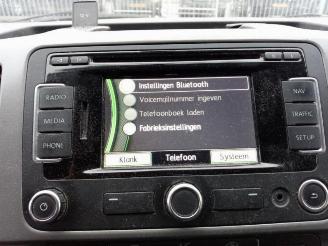 Instellingen Bluetooth
Voicemailnummer ingeven
Telefoonboek laden
Fabrieksinstellingen
Klank Telefoon Systeem
RADIO
MEDIA
PHONE
NAV
TRAFFIC
SETUP